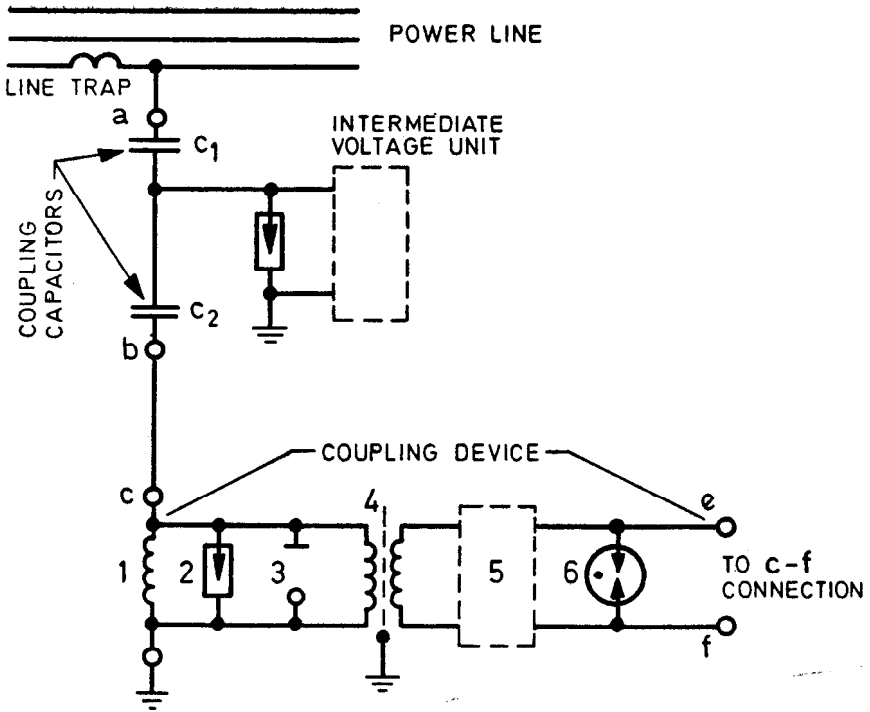 POWER LINE
LINE TRAP
a
C1
INTERMEDIATE
VOLTAGE UNIT
COUPLING
CAPACITORS
C2
b
COUPLING DEVICE
c
4
e
1
2
3
5
6
TO c-f
CONNECTION
f